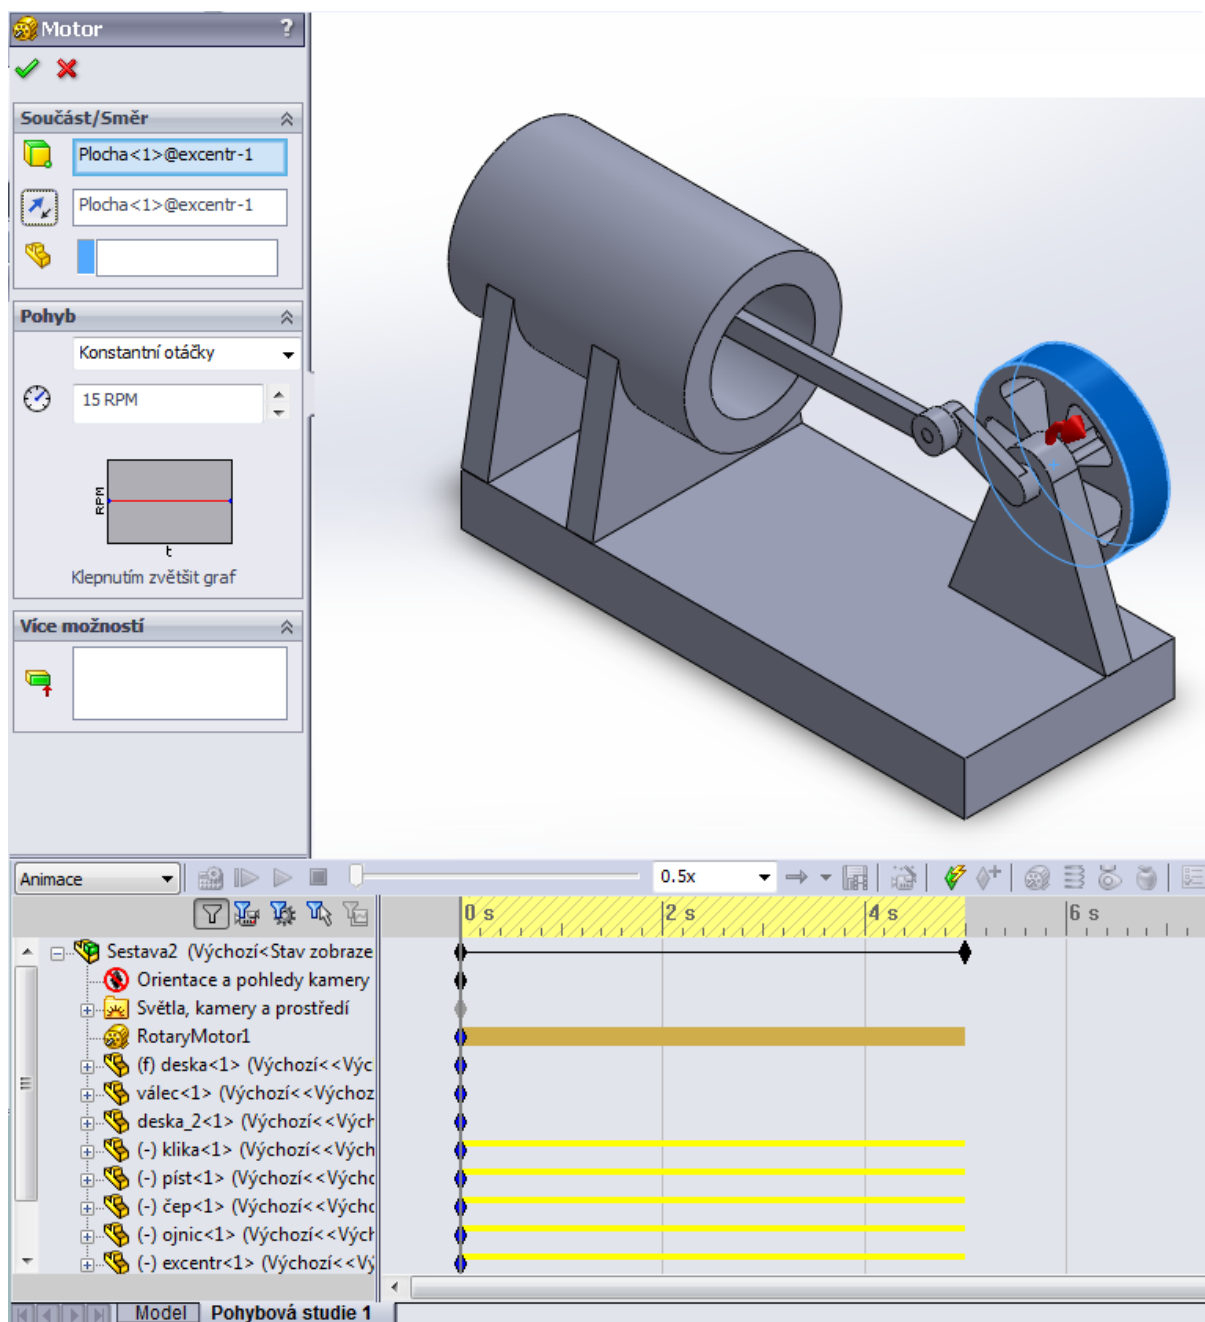 Motor ?
Součást/Směr
Plocha<1>@excentr-1
Plocha<1>@excentr-1
Pohyb
Konstantní otáčky
15 RPM
RPM
t
Klepnutím zvětšit graf
Více možností
Animace
0.5x
0 s 2 s 4 s 6 s
Sestava2 (Výchozí<Stav zobraze
Orientace a pohledy kamery
Světla, kamery a prostředí
RotaryMotor1
(f) deska<1> (Výchozí<<Výc
válec<1> (Výchozí<<Výchoz
deska_2<1> (Výchozí<<Vých
(-) klika<1> (Výchozí<<Vých
(-) píst<1> (Výchozí<<Výcho
(-) čep<1> (Výchozí<<Výcho
(-) ojnic<1> (Výchozí<<Vých
(-) excentr<1> (Výchozí<<Vý
Model Pohybová studie 1